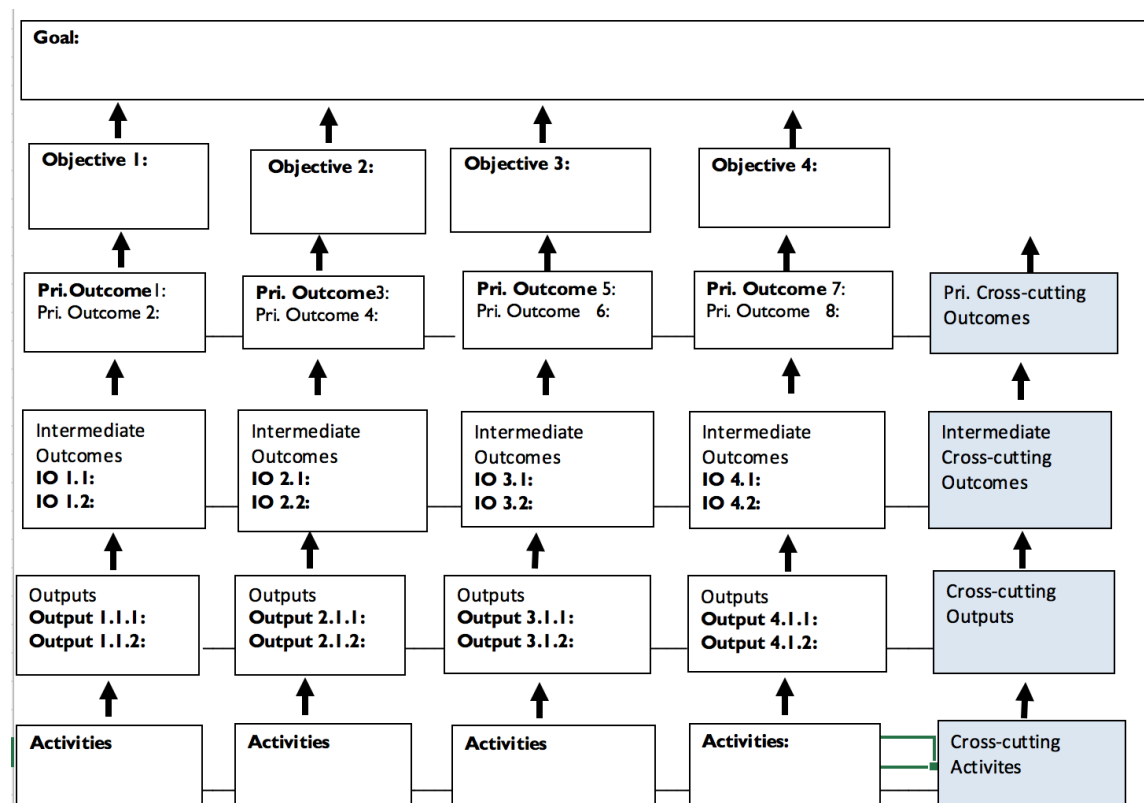 Goal:
Objective 1:
Objective 2:
Objective 3:
Objective 4:
Pri.Outcome1:
Pri. Outcome 2:
Pri. Outcome3:
Pri. Outcome 4:
Pri. Outcome 5:
Pri. Outcome 6:
Pri. Outcome 7:
Pri. Outcome 8:
Pri. Cross-cutting
Outcomes
Intermediate
Outcomes
IO 1.1:
IO 1.2:
Intermediate
Outcomes
IO 2.1:
IO 2.2:
Intermediate
Outcomes
IO 3.1:
IO 3.2:
Intermediate
Outcomes
IO 4.1:
IO 4.2:
Intermediate
Cross-cutting
Outcomes
Outputs
Output 1.1.1:
Output 1.1.2:
Outputs
Output 2.1.1:
Output 2.1.2:
Outputs
Output 3.1.1:
Output 3.1.2:
Outputs
Output 4.1.1:
Output 4.1.2:
Cross-cutting
Outputs
Activities
Activities
Activities
Activities:
Cross-cutting
Activites